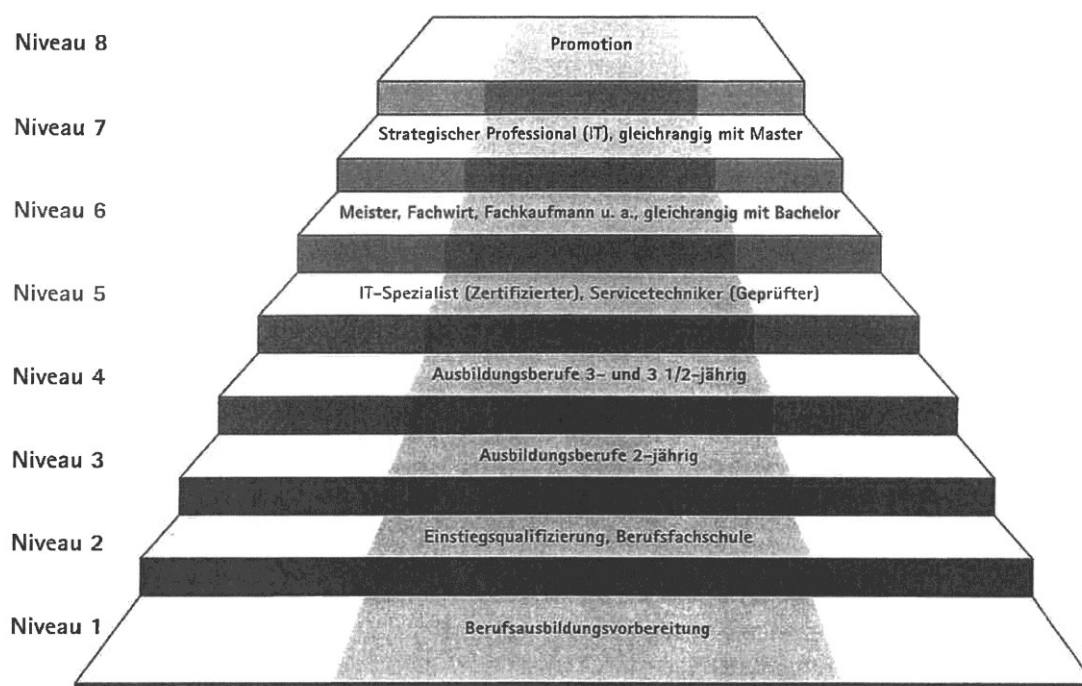 Niveau 8
Promotion
Niveau 7
Strategischer Professional (IT), gleichrangig mit Master
Niveau 6
Meister, Fachwirt, Fachkaufmann u. a., gleichrangig mit Bachelor
Niveau 5
IT-Spezialist (Zertifizierter), Servicetechniker (Geprüfter)
Niveau 4
Ausbildungsberufe 3- und 3 1/2-jährig
Niveau 3
Ausbildungsberufe 2-jährig
Niveau 2
Einstiegsqualifizierung, Berufsfachschule
Niveau 1
Berufsausbildungsvorbereitung